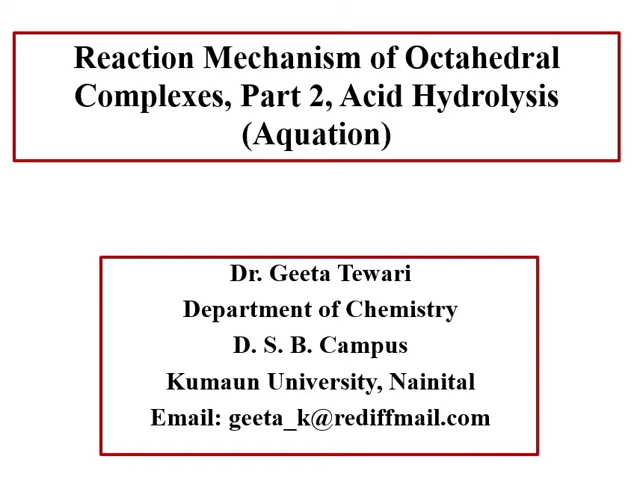 Reaction Mechanism of Octahedral
Complexes, Part 2, Acid Hydrolysis
(Aquation)
Dr. Geeta Tewari
Department of Chemistry
D. S. B. Campus
Kumaun University, Nainital
Email: geeta_k@rediffmail.com